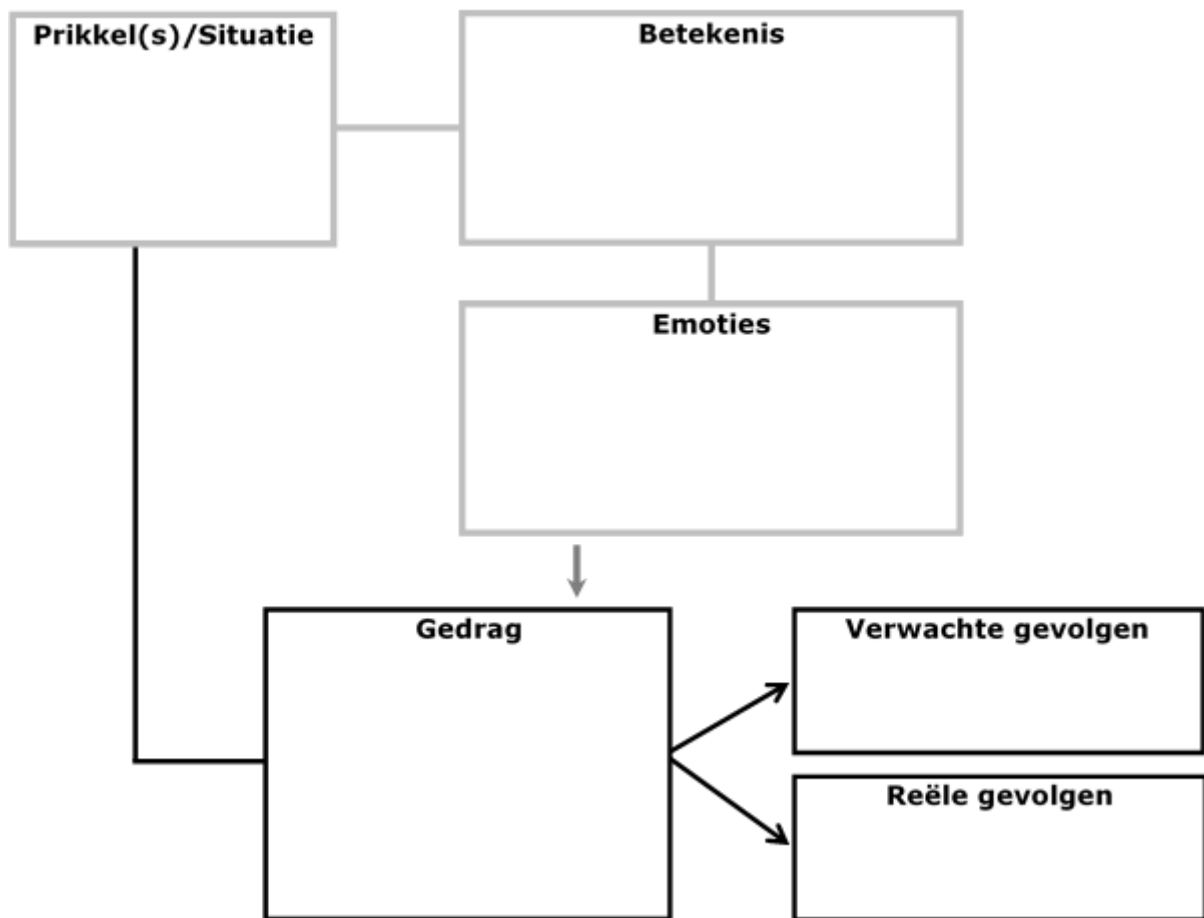 Prikkel(s)/Situatie
Betekenis
Emoties
Gedrag
Verwachte gevolgen
Reële gevolgen